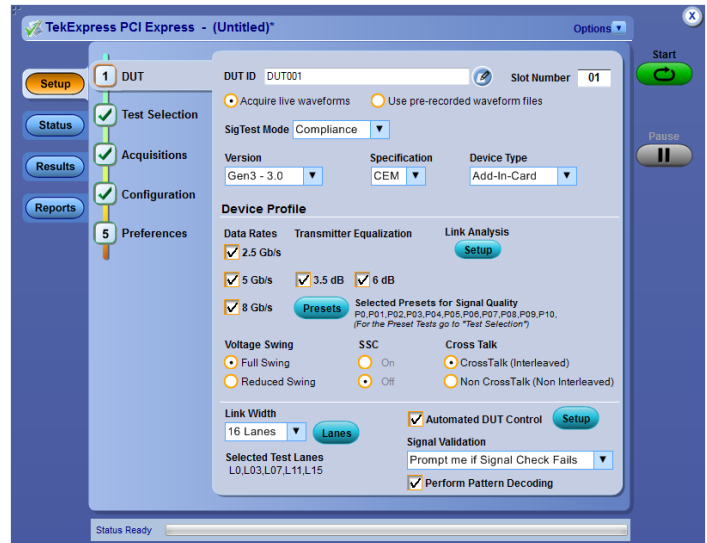 TekExpress PCI Express - (Untitled)*
Options
x
Start
Pause
Setup
Status
Results
Reports
1 DUT
Test Selection
Acquisitions
Configuration
5 Preferences
DUT ID DUT001
Slot Number 01
Acquire live waveforms Use pre-recorded waveform files
SigTest Mode Compliance
Version Specification Device Type
Gen3 - 3.0 CEM Add-In-Card
Device Profile
Data Rates Transmitter Equalization Link Analysis
2.5 Gb/s Setup
5 Gb/s 3.5 dB 6 dB
8 Gb/s Presets
Selected Presets for Signal Quality
P0,P01,P02,P03,P04,P05,P06,P07,P08,P09,P10,
(For the Preset Tests go to "Test Selection")
Voltage Swing SSC Cross Talk
Full Swing On CrossTalk (Interleaved)
Reduced Swing Off Non CrossTalk (Non Interleaved)
Link Width
16 Lanes Lanes
Selected Test Lanes
L0,L03,L07,L11,L15
Automated DUT Control Setup
Signal Validation
Prompt me if Signal Check Fails
Perform Pattern Decoding
Status Ready